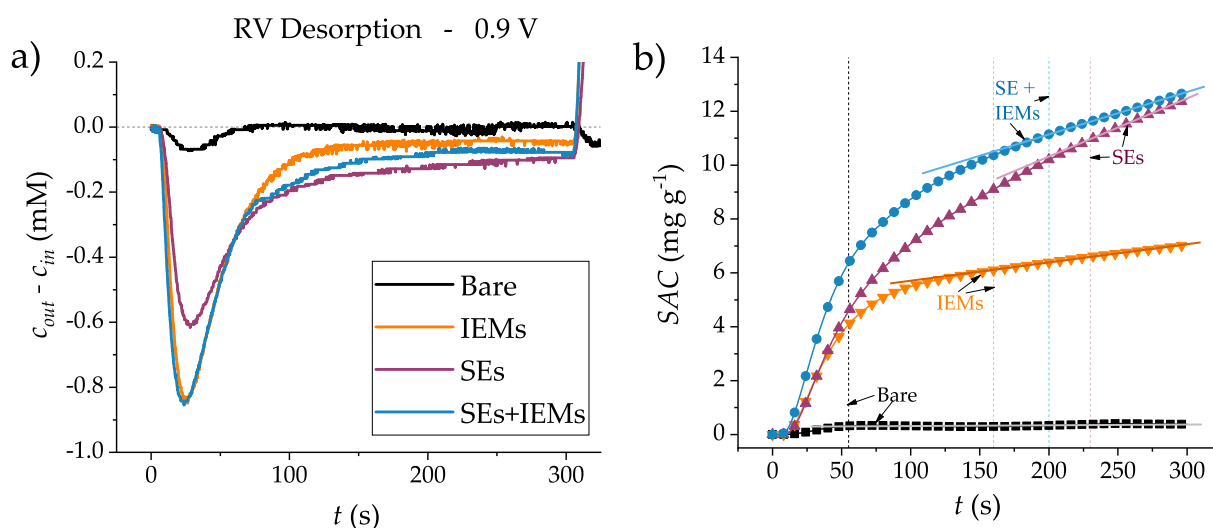 RV Desorption - 0.9 V
a)
0.2
0.0
-0.2
-0.4
-0.6
-0.8
-1.0
c_out - c_in (mM)
0
100
200
300
t (s)
Bare
IEMs
SEs
SEs+IEMs
b)
14
12
10
8
6
4
2
0
SAC (mg g⁻¹)
SE +
IEMs
SEs
IEMs
Bare
0
50
100
150
200
250
300
t (s)